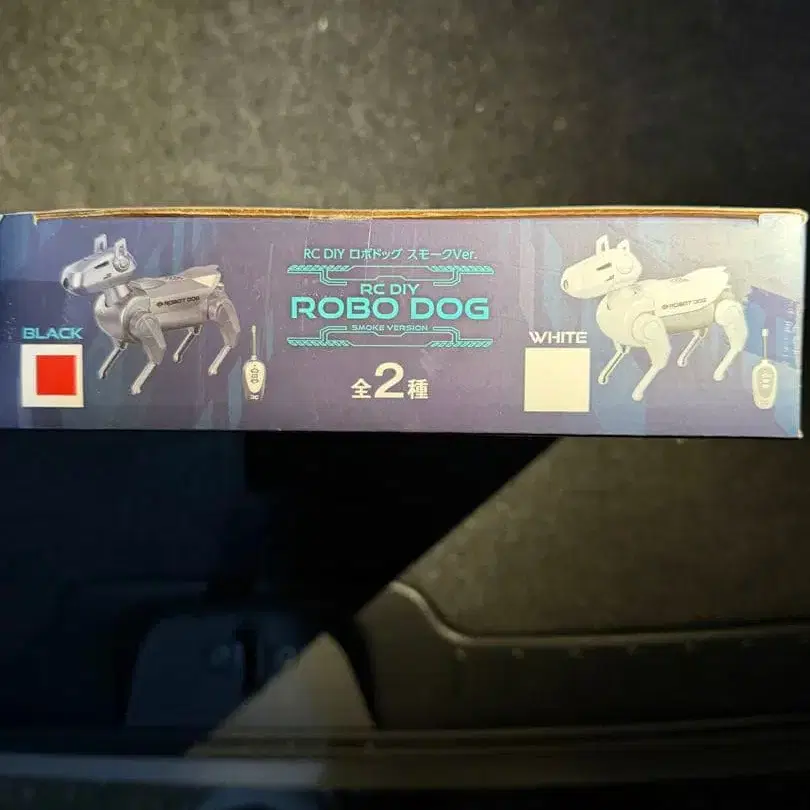 RC DIY ロボドッグ スモークVer.
RC DIY
ROBO DOG
SMOKE VERSION
全2種
BLACK
ROBOT DOG
WHITE
ROBOT DOG